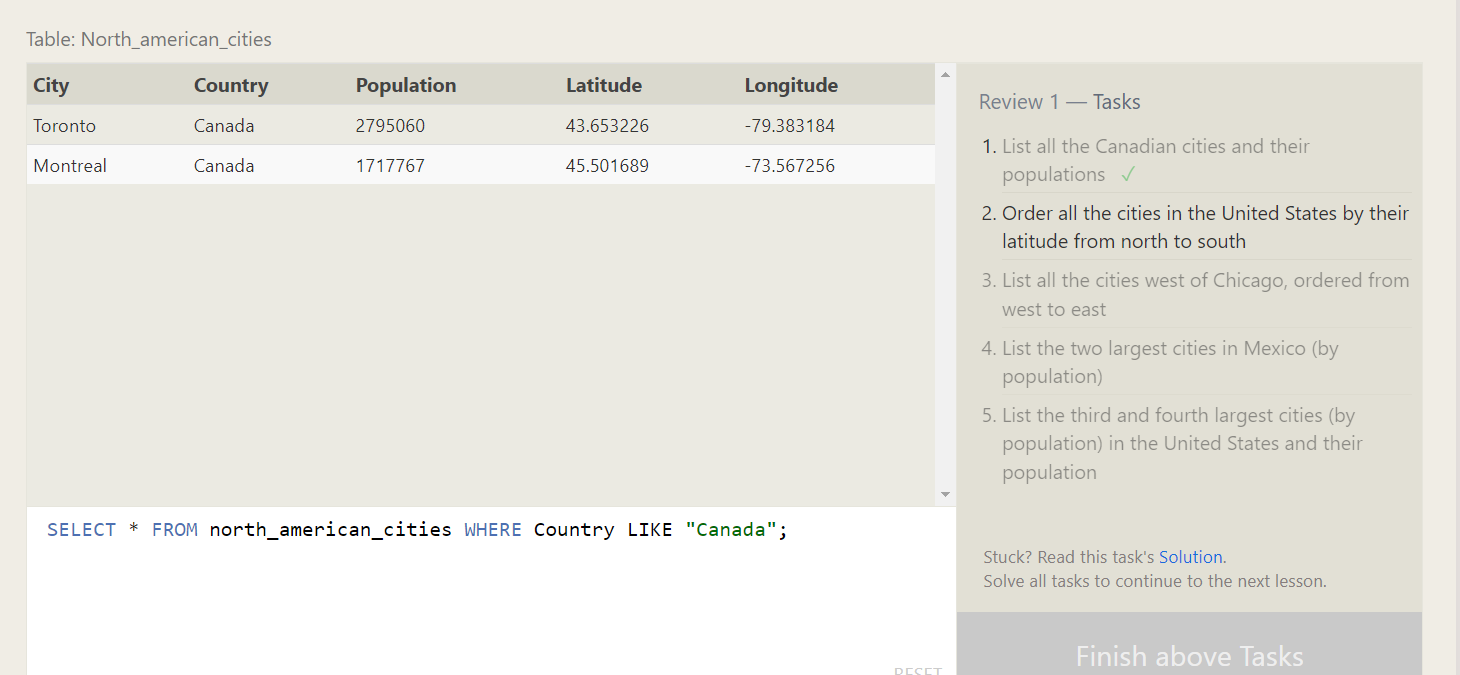 Table: North_american_cities
City Country Population Latitude Longitude
Toronto Canada 2795060 43.653226 -79.383184
Montreal Canada 1717767 45.501689 -73.567256
SELECT * FROM north_american_cities WHERE Country LIKE "Canada";
RESET
Review 1 — Tasks
1. List all the Canadian cities and their
populations ✓
2. Order all the cities in the United States by their
latitude from north to south
3. List all the cities west of Chicago, ordered from
west to east
4. List the two largest cities in Mexico (by
population)
5. List the third and fourth largest cities (by
population) in the United States and their
population
Stuck? Read this task's Solution.
Solve all tasks to continue to the next lesson.
Finish above Tasks